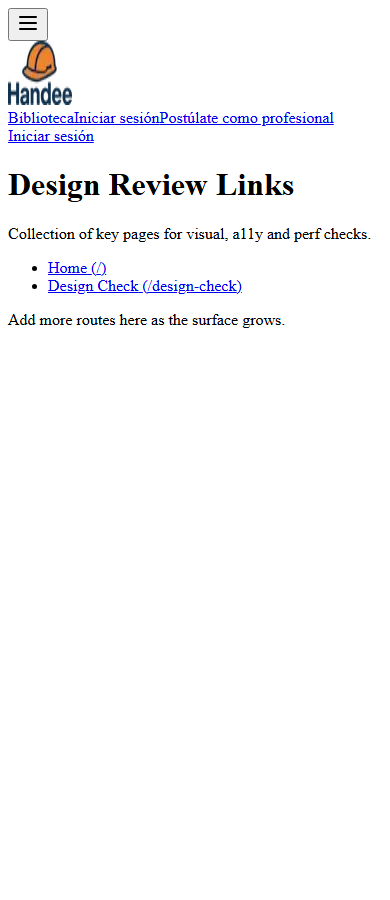 Handee
BibliotecaIniciar sesiónPostúlate como profesional
Iniciar sesión
Design Review Links
Collection of key pages for visual, a11y and perf checks.
Home (/)
Design Check (/design-check)
Add more routes here as the surface grows.